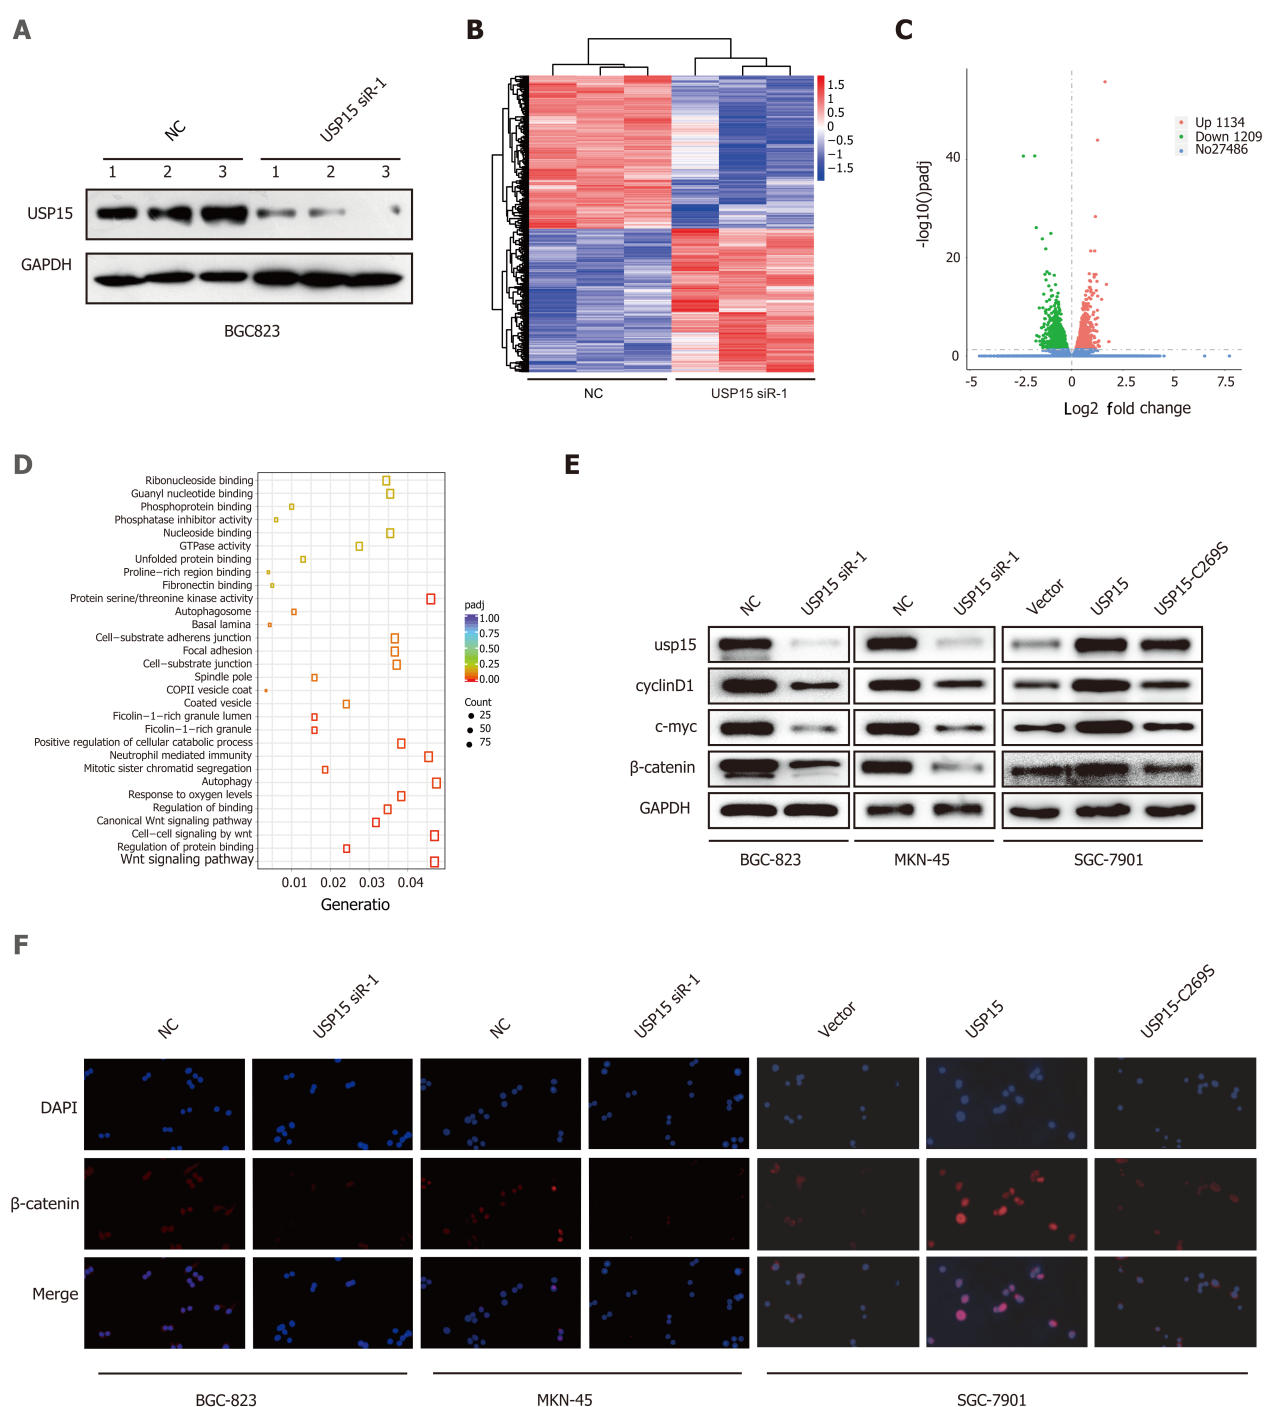 A
NC
USP15 siR-1
1 2 3 1 2 3
USP15
GAPDH
BGC823
B
1.5
1
0.5
0
−0.5
−1
−1.5
NC
USP15 siR-1
C
Up 1134
Down 1209
No27486
-log10()padj
40
20
0
-5 -2.5 0 2.5 5 7.5
Log2 fold change
D
Ribonucleoside binding
Guanyl nucleotide binding
Phosphoprotein binding
Phosphatase inhibitor activity
Nucleoside binding
GTPase activity
Unfolded protein binding
Proline−rich region binding
Fibronectin binding
Protein serine/threonine kinase activity
Autophagosome
Basal lamina
Cell−substrate adherens junction
Focal adhesion
Cell−substrate junction
Spindle pole
COPII vesicle coat
Coated vesicle
Ficolin−1−rich granule lumen
Ficolin−1−rich granule
Positive regulation of cellular catabolic process
Neutrophil mediated immunity
Mitotic sister chromatid segregation
Autophagy
Response to oxygen levels
Regulation of binding
Canonical Wnt signaling pathway
Cell−cell signaling by wnt
Regulation of protein binding
Wnt signaling pathway
0.01 0.02 0.03 0.04
Generatio
padj
1.00
0.75
0.50
0.25
0.00
Count
25
50
75
E
NC
USP15 siR-1
NC
USP15 siR-1
Vector
USP15
USP15-C269S
usp15
cyclinD1
c-myc
β-catenin
GAPDH
BGC-823
MKN-45
SGC-7901
F
NC
USP15 siR-1
NC
USP15 siR-1
Vector
USP15
USP15-C269S
DAPI
β-catenin
Merge
BGC-823
MKN-45
SGC-7901